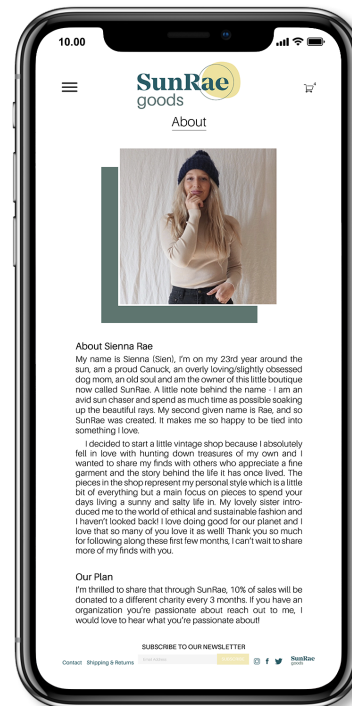 10.00
SunRae
goods
4
About
About Sienna Rae
My name is Sienna (Sien), I'm on my 23rd year around the
sun, am a proud Canuck, an overly loving/slightly obsessed
dog mom, an old soul and am the owner of this little boutique
now called SunRae. A little note behind the name - I am an
avid sun chaser and spend as much time as possible soaking
up the beautiful rays. My second given name is Rae, and so
SunRae was created. It makes me so happy to be tied into
something I love.
I decided to start a little vintage shop because I absolutely
fell in love with hunting down treasures of my own and I
wanted to share my finds with others who appreciate a fine
garment and the story behind the life it has once lived. The
pieces in the shop represent my personal style which is a little
bit of everything but a main focus on pieces to spend your
days living a sunny and salty life in. My lovely sister intro-
duced me to the world of ethical and sustainable fashion and
I haven't looked back! I love doing good for our planet and I
love that so many of you love it as well! Thank you so much
for following along these first few months, I can't wait to share
more of my finds with you.
Our Plan
I'm thrilled to share that through SunRae, 10% of sales will be
donated to a different charity every 3 months. If you have an
organization you're passionate about reach out to me, I
would love to hear what you're passionate about!
SUBSCRIBE TO OUR NEWSLETTER
Contact Shipping & Returns
SunRae
goods